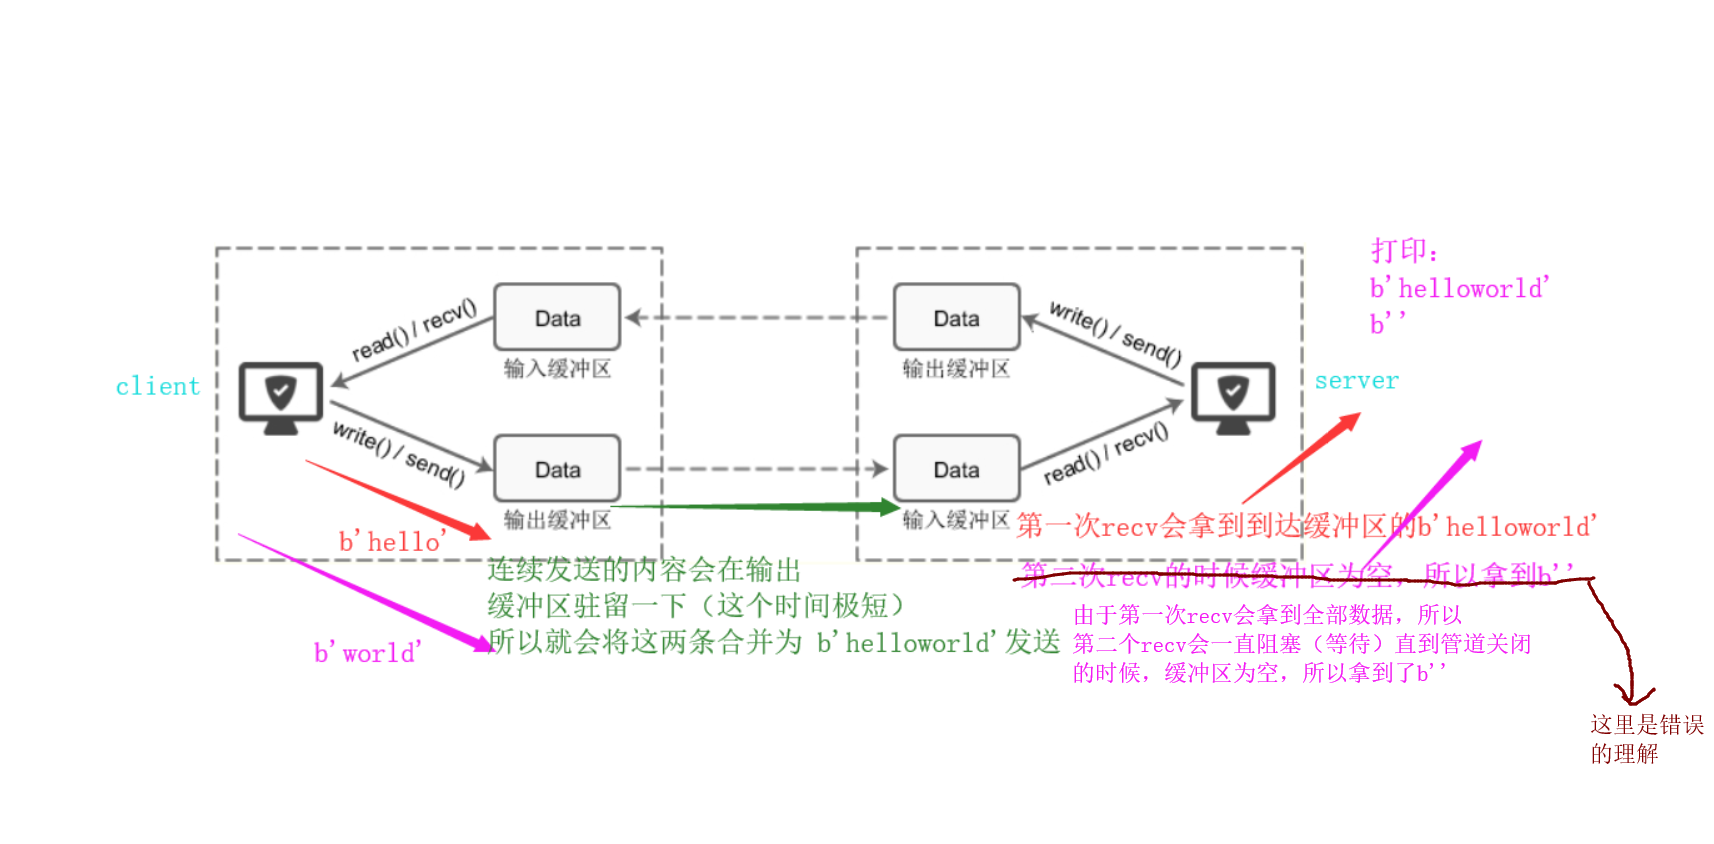 打印：
b'helloworld'
b''
client
read() / recv()
Data
输入缓冲区
write() / send()
Data
输出缓冲区
Data
输出缓冲区
write() / send()
Data
输入缓冲区
read() / recv()
server
b'hello'
b'world'
连续发送的内容会在输出
缓冲区驻留一下（这个时间极短）
所以就会将这两条合并为 b'helloworld'发送
第一次recv会拿到到达缓冲区的b'helloworld'
第二次recv的时候缓冲区为空，所以拿到b''
由于第一次recv会拿到全部数据，所以
第二个recv会一直阻塞（等待）直到管道关闭
的时候，缓冲区为空，所以拿到了b''
这里是错误
的理解